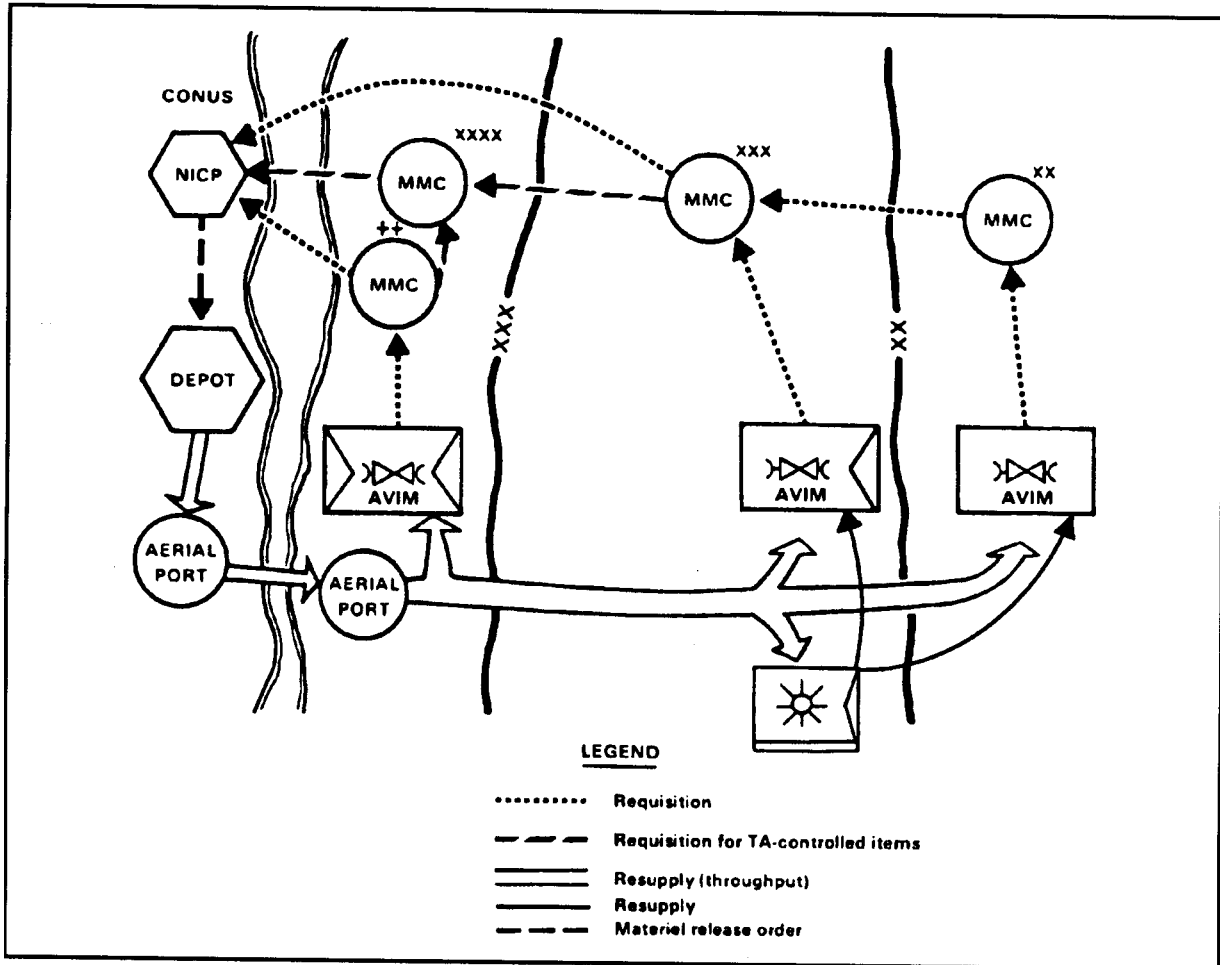 CONUS
NICP
XXXX
MMC
++
MMC
XXX
MMC
XX
MMC
XXX
XX
DEPOT
AVIM
AVIM
AVIM
AERIAL
PORT
AERIAL
PORT
LEGEND
Requisition
Requisition for TA-controlled items
Resupply (throughput)
Resupply
Materiel release order